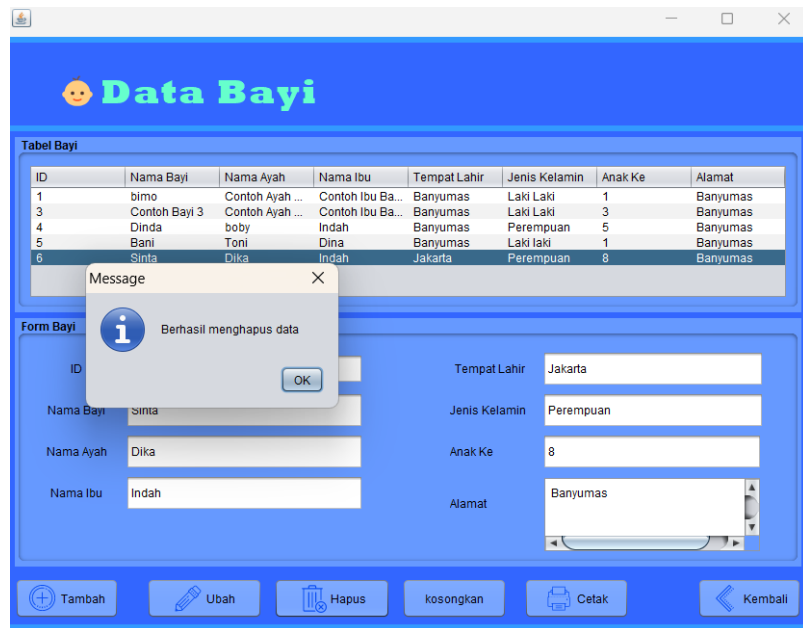 Data Bayi
Tabel Bayi
ID Nama Bayi Nama Ayah Nama Ibu Tempat Lahir Jenis Kelamin Anak Ke Alamat
1 bimo Contoh Ayah ... Contoh Ibu Ba... Banyumas Laki Laki 1 Banyumas
3 Contoh Bayi 3 Contoh Ayah ... Contoh Ibu Ba... Banyumas Laki Laki 3 Banyumas
4 Dinda boby Indah Banyumas Perempuan 5 Banyumas
5 Bani Toni Dina Banyumas Laki laki 1 Banyumas
6 Sinta Dika Indah Jakarta Perempuan 8 Banyumas
Message
Berhasil menghapus data
OK
Form Bayi
ID
Tempat Lahir Jakarta
Nama Bayi Sinta
Jenis Kelamin Perempuan
Nama Ayah Dika
Anak Ke 8
Nama Ibu Indah
Alamat Banyumas
Tambah Ubah Hapus kosongkan Cetak Kembali